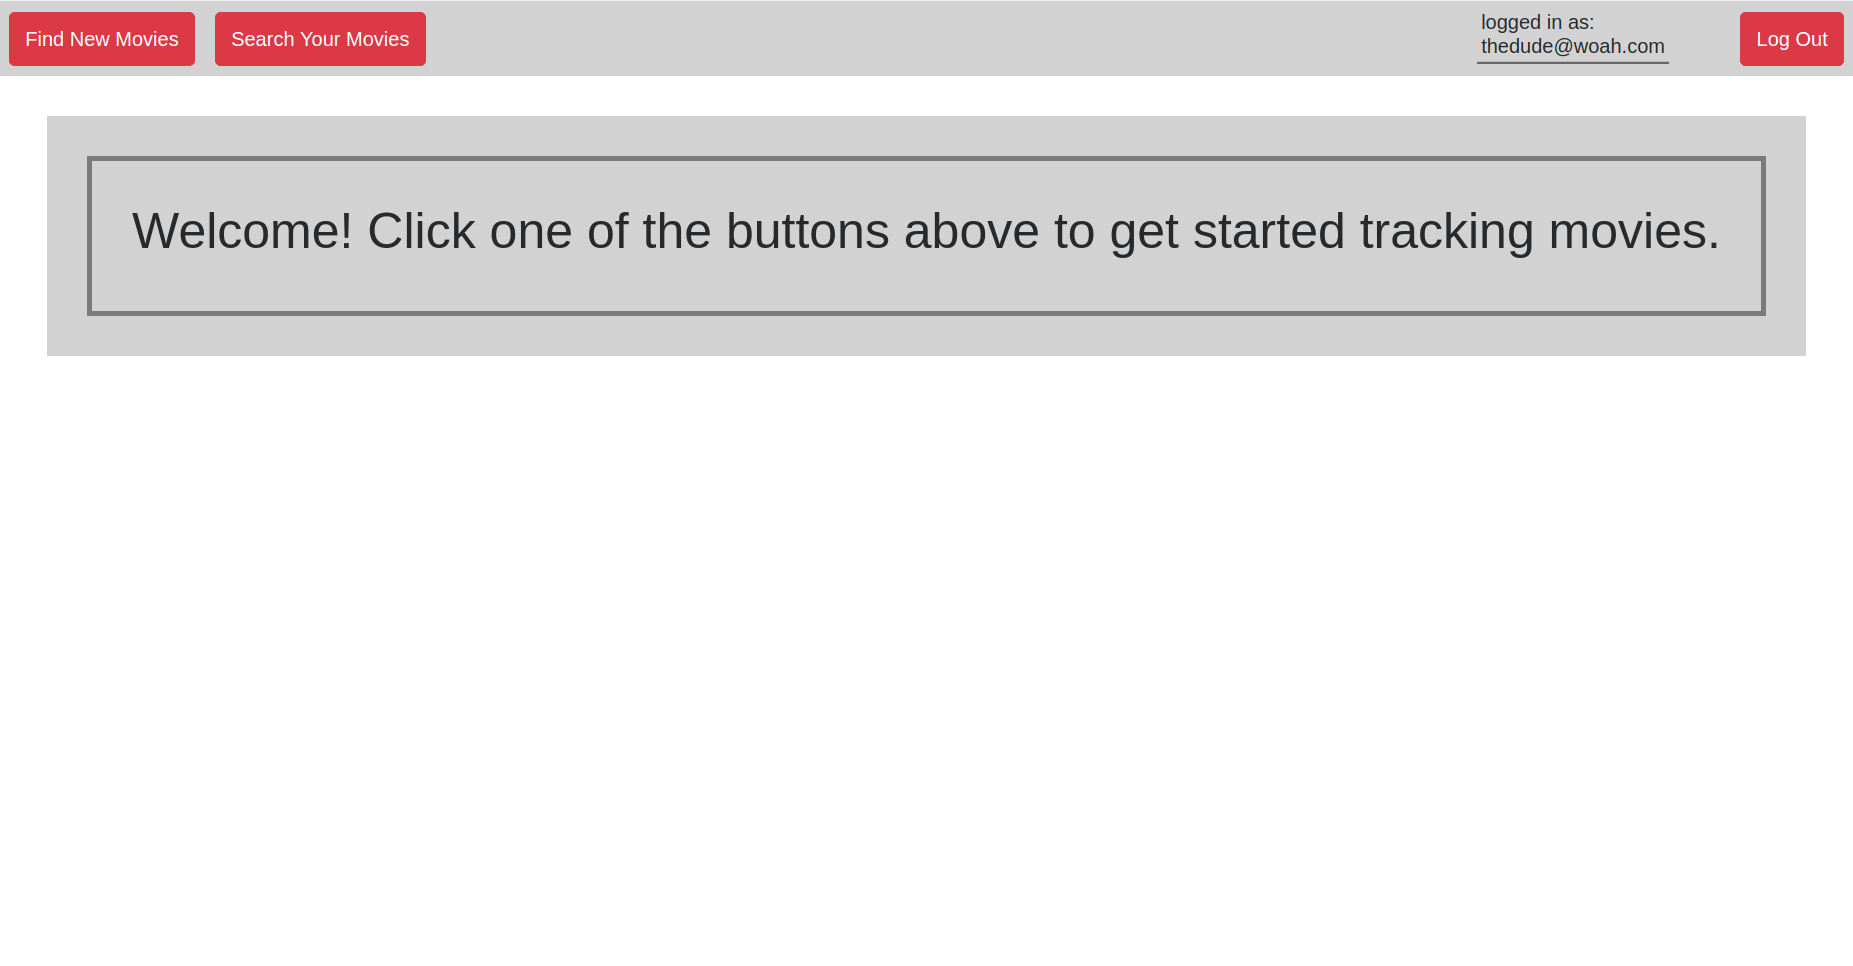 Find New Movies
Search Your Movies
logged in as:
thedude@woah.com
Log Out
Welcome! Click one of the buttons above to get started tracking movies.